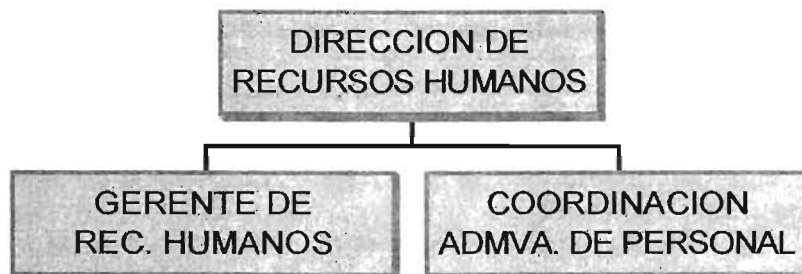 DIRECCION DE
RECURSOS HUMANOS
GERENTE DE
REC. HUMANOS
COORDINACION
ADMVA. DE PERSONAL